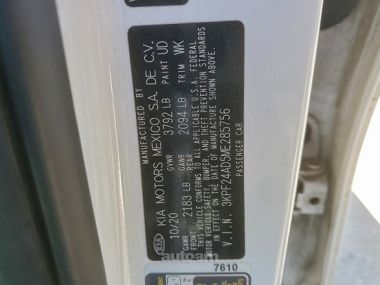 MANUFACTURED BY
KIA KIA MOTORS MEXICO S.A. DE C.V.
10/20 GVWR 3792 LB PAINT UD
GAWR FRONT 2183 LB GAWR REAR 2094 LB TRIM WK
THIS VEHICLE CONFORMS TO ALL APPLICABLE U.S.A. FEDERAL
MOTOR VEHICLE SAFETY, BUMPER, AND THEFT PREVENTION STANDARDS
IN EFFECT ON THE DATE OF MANUFACTURE SHOWN ABOVE.
V.I.N. 3KPF24AD5ME285756
PASSENGER CAR
7610
autoam